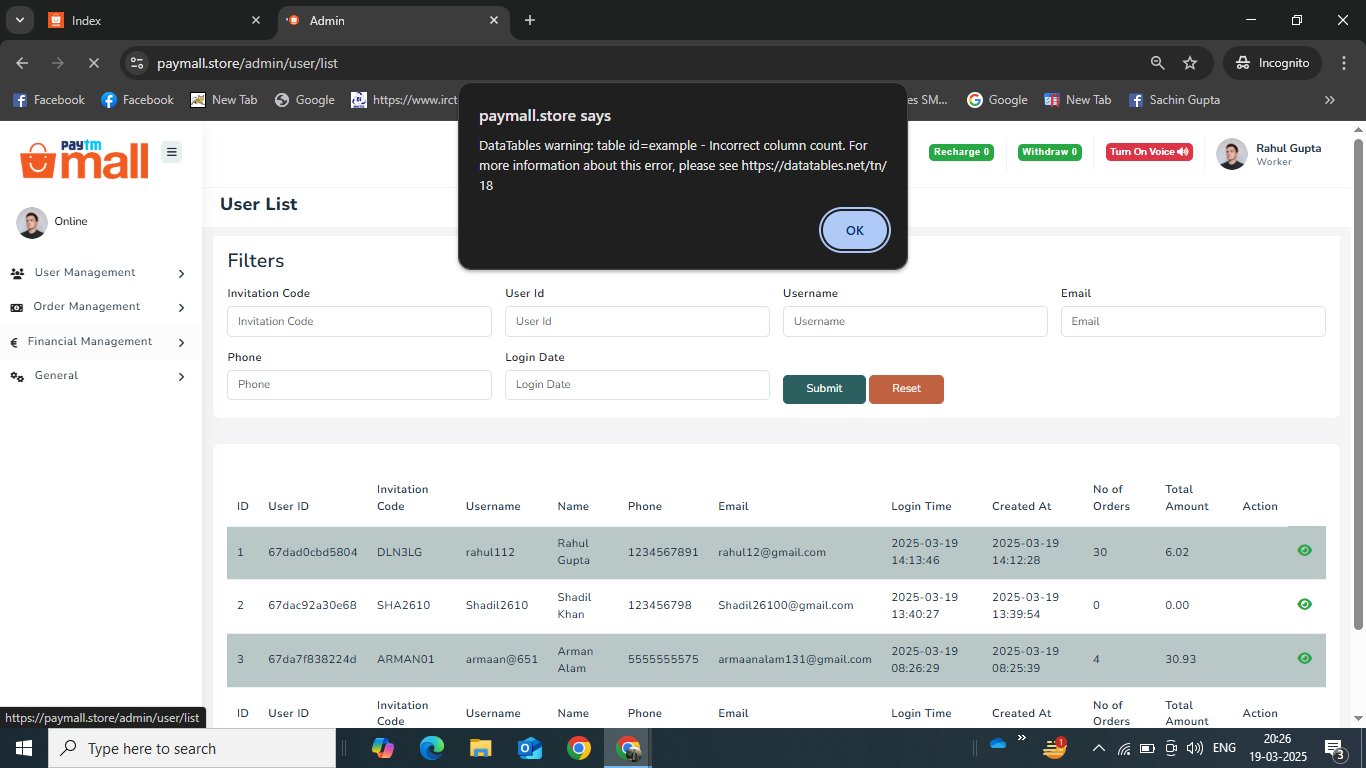 Index
Admin
paymall.store/admin/user/list
Incognito
Facebook
Facebook
New Tab
Google
https://www.irct
es SM...
Google
New Tab
Sachin Gupta
paymall.store says
DataTables warning: table id=example - Incorrect column count. For
more information about this error, please see https://datatables.net/tn/
18
OK
paytm
mall
Recharge 0
Withdraw 0
Turn On Voice
Rahul Gupta
Worker
User List
Online
User Management
Order Management
Financial Management
General
Filters
Invitation Code
User Id
Username
Email
Invitation Code
User Id
Username
Email
Phone
Login Date
Phone
Login Date
Submit
Reset
ID User ID Invitation Code Username Name Phone Email Login Time Created At No of Orders Total Amount Action
1 67dad0cbd5804 DLN3LG rahul112 Rahul Gupta 1234567891 rahul12@gmail.com 2025-03-19 14:13:46 2025-03-19 14:12:28 30 6.02
2 67dac92a30e68 SHA2610 Shadil2610 Shadil Khan 123456798 Shadil26100@gmail.com 2025-03-19 13:40:27 2025-03-19 13:39:54 0 0.00
3 67da7f838224d ARMAN01 armaan@651 Arman Alam 5555555575 armaanalam131@gmail.com 2025-03-19 08:26:29 2025-03-19 08:25:39 4 30.93
ID User ID Invitation Code Username Name Phone Email Login Time Created At No of Orders Total Amount Action
https://paymall.store/admin/user/list
Type here to search
1
ENG
20:26
19-03-2025
3